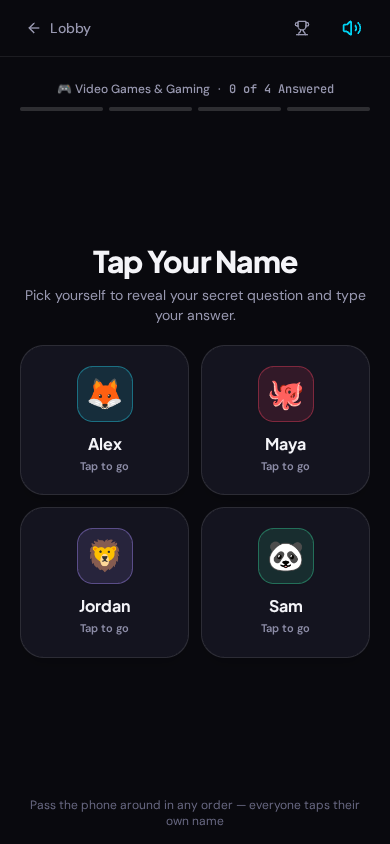 Lobby
🎮 Video Games & Gaming · 0 of 4 Answered
Tap Your Name
Pick yourself to reveal your secret question and type
your answer.
Alex
Tap to go
Maya
Tap to go
Jordan
Tap to go
Sam
Tap to go
Pass the phone around in any order — everyone taps their
own name